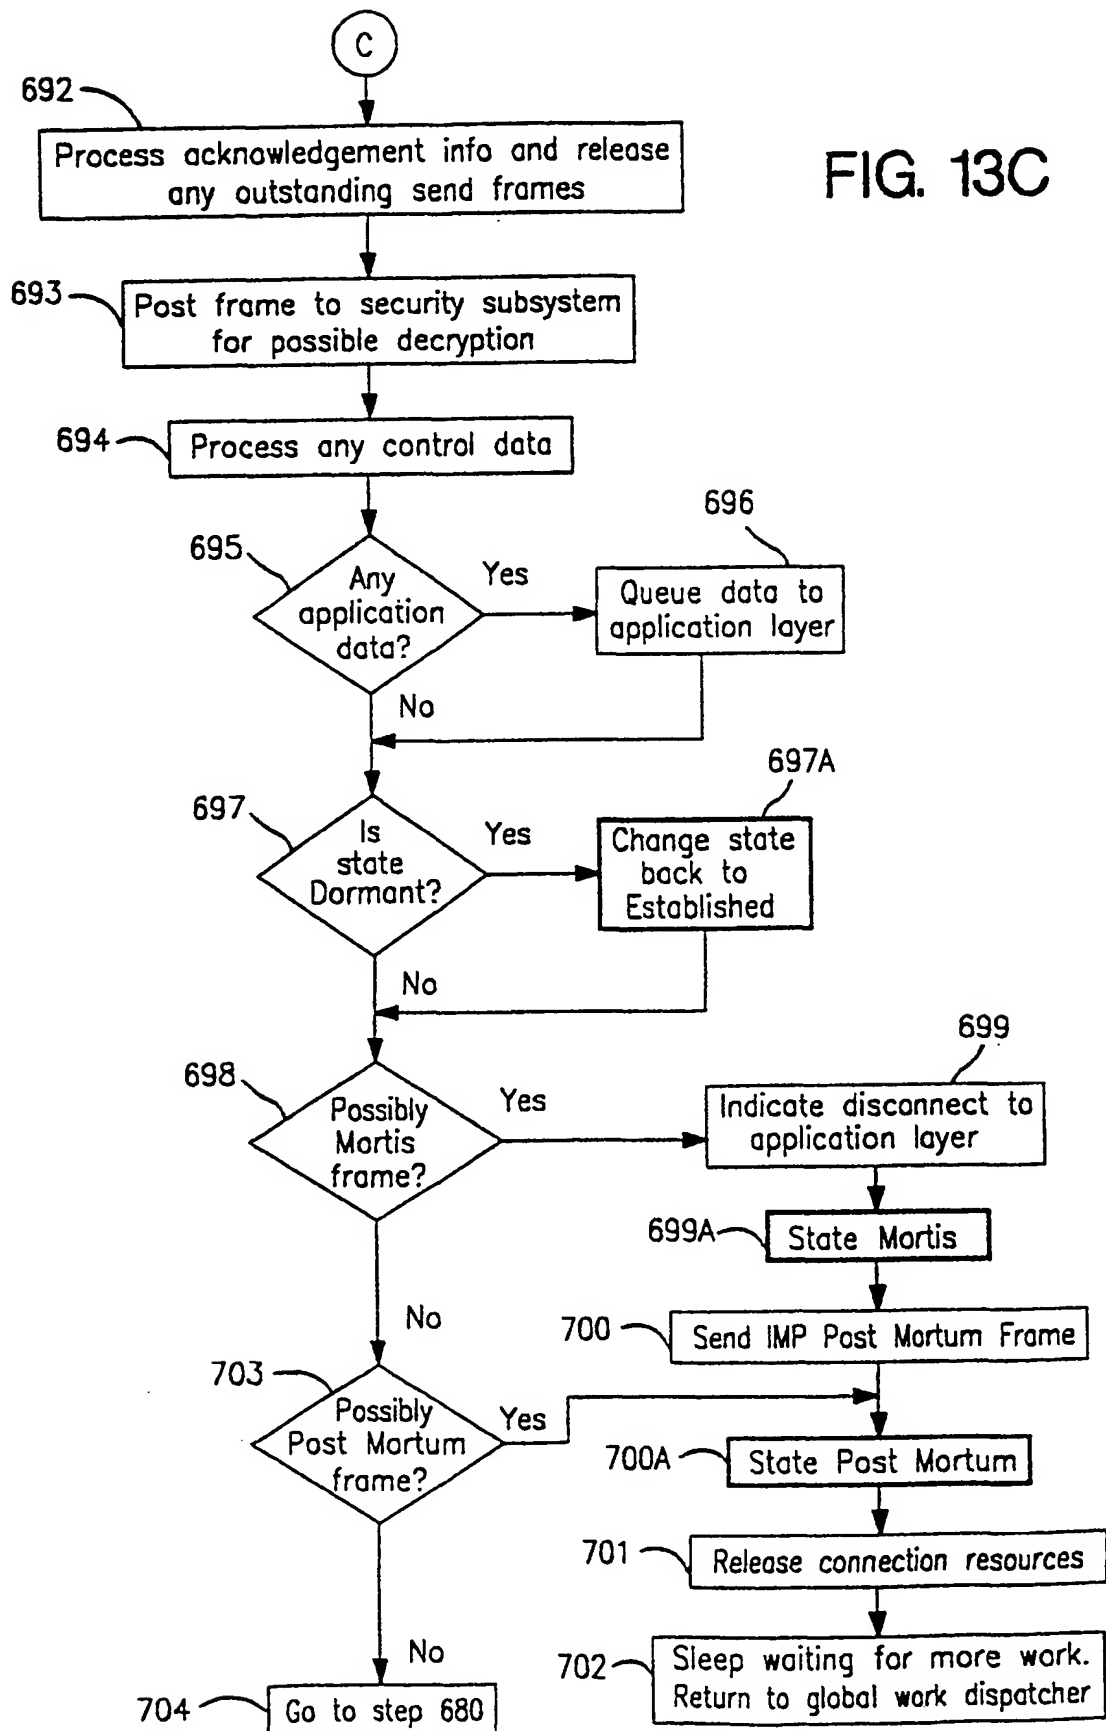 C
692
Process acknowledgement info and release
any outstanding send frames
FIG. 13C
693
Post frame to security subsystem
for possible decryption
694
Process any control data
695
Any
application
data?
Yes
696
Queue data to
application layer
No
697
Is
state
Dormant?
Yes
697A
Change state
back to
Established
No
698
Possibly
Mortis
frame?
Yes
699
Indicate disconnect to
application layer
699A
State Mortis
700
Send IMP Post Mortum Frame
No
703
Possibly
Post Mortum
frame?
Yes
700A
State Post Mortum
701
Release connection resources
702
Sleep waiting for more work.
Return to global work dispatcher
No
704
Go to step 680